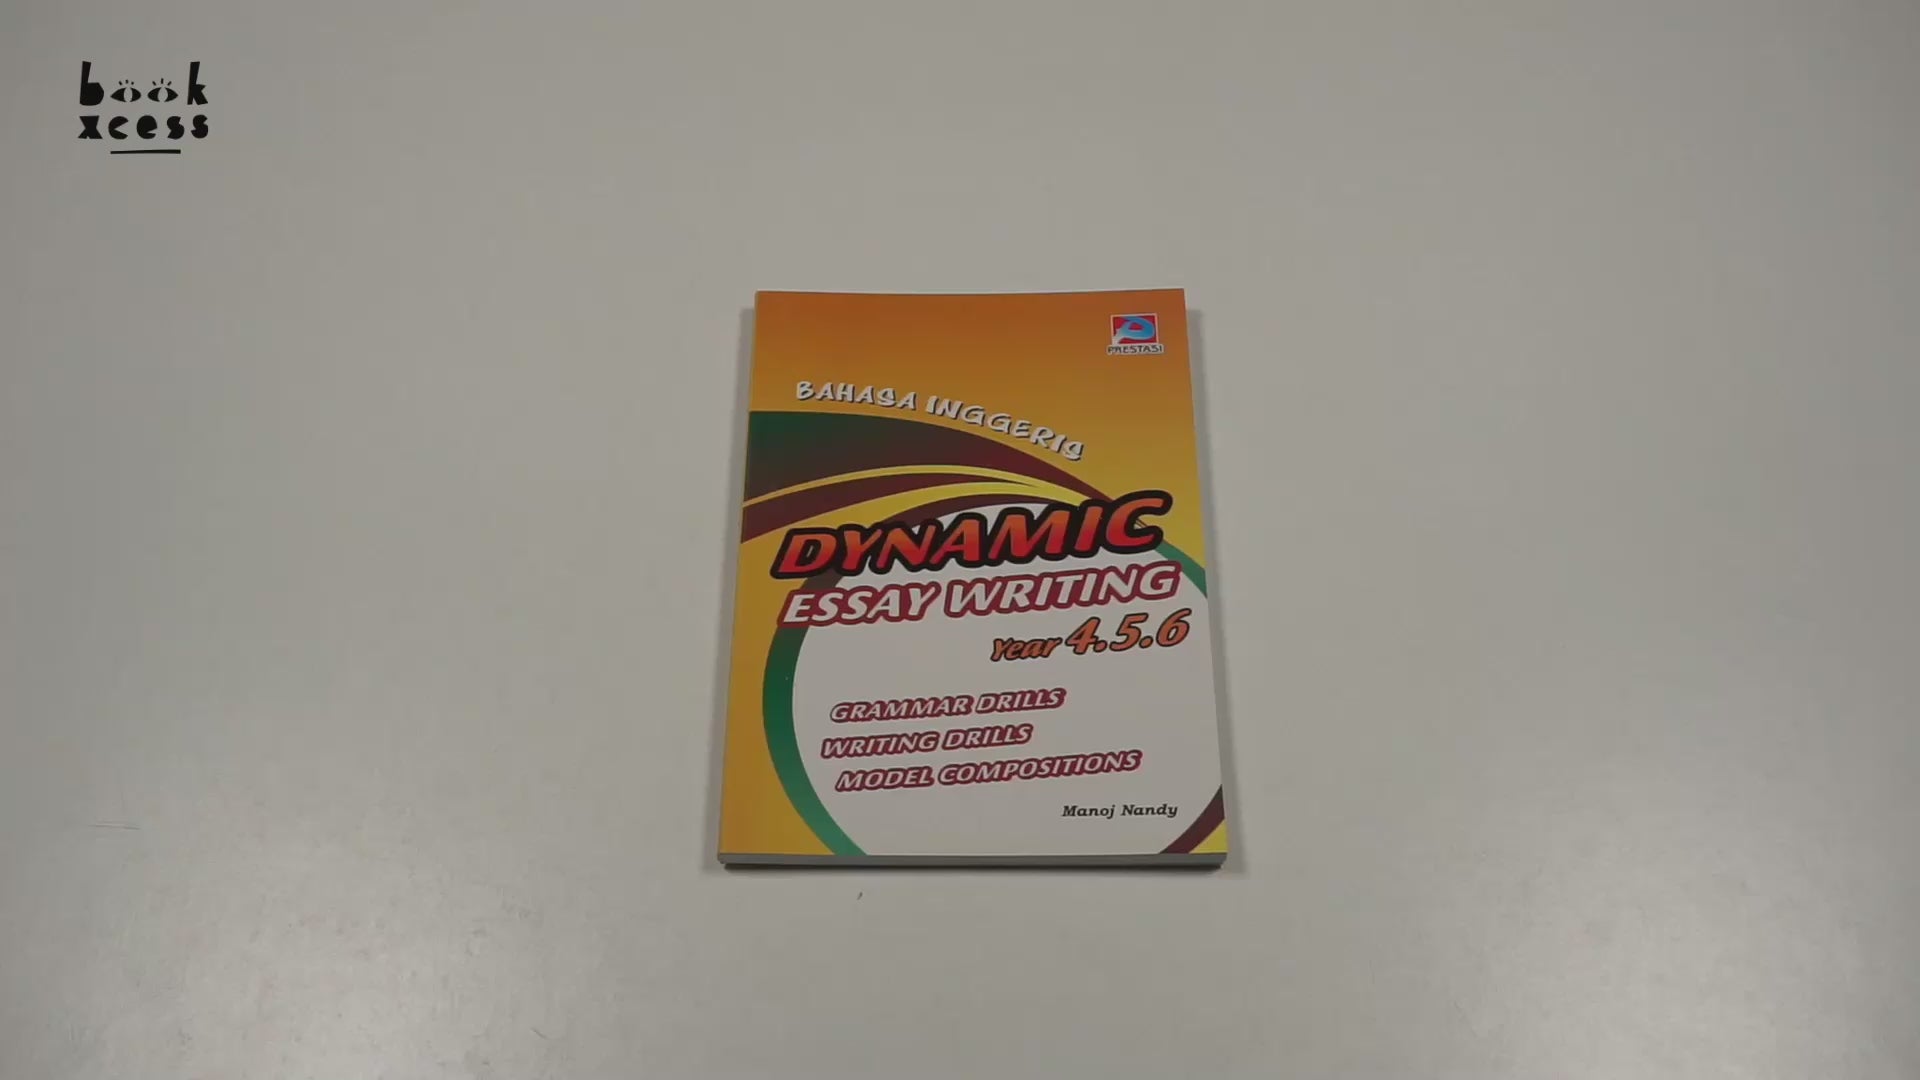 book
xcess
PRESTASI
BAHASA INGGERIS
DYNAMIC
ESSAY WRITING
Year 4.5.6
GRAMMAR DRILLS
WRITING DRILLS
MODEL COMPOSITIONS
Manoj Nandy